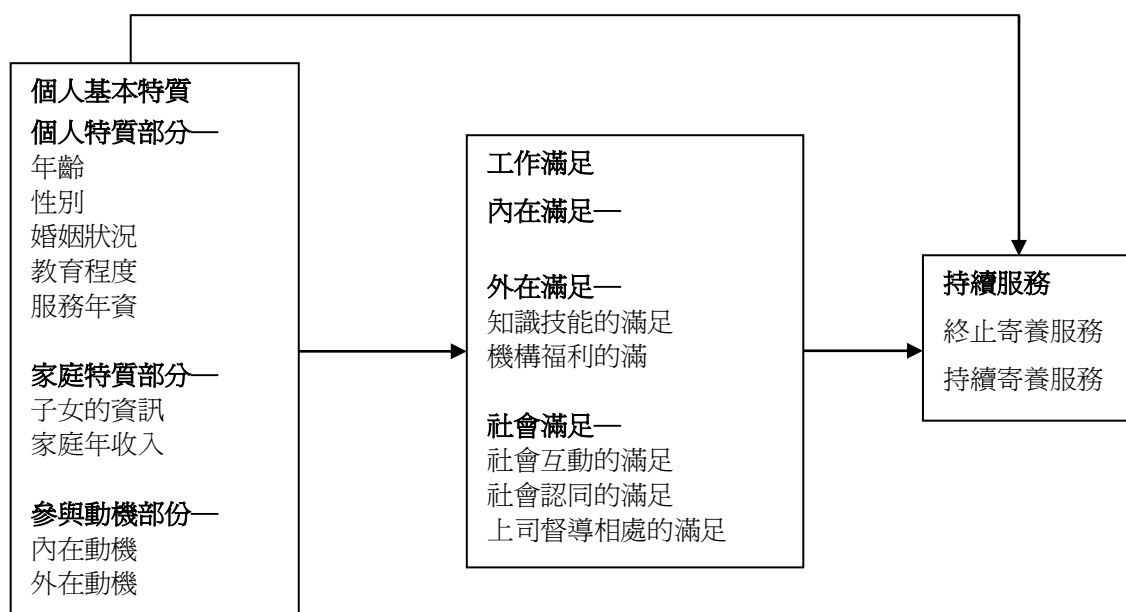 個人基本特質
個人特質部分—
年齡
性別
婚姻狀況
教育程度
服務年資
家庭特質部分—
子女的資訊
家庭年收入
參與動機部份—
內在動機
外在動機
工作滿足
內在滿足—
外在滿足—
知識技能的滿足
機構福利的滿
社會滿足—
社會互動的滿足
社會認同的滿足
上司督導相處的滿足
持續服務
終止寄養服務
持續寄養服務